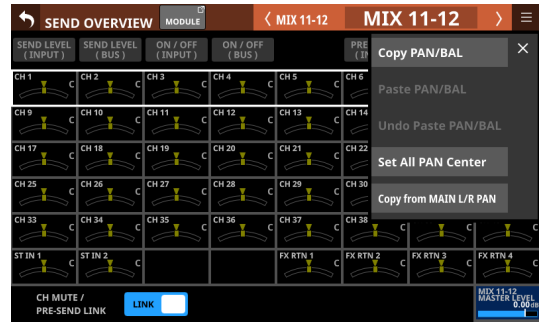 SEND OVERVIEW
MODULE
MIX 11-12
MIX 11-12
SEND LEVEL
(INPUT)
SEND LEVEL
(BUS)
ON / OFF
(INPUT)
ON / OFF
(BUS)
PRE
Copy PAN/BAL
Paste PAN/BAL
Undo Paste PAN/BAL
Set All PAN Center
Copy from MAIN L/R PAN
CH 1 C CH 2 C CH 3 C CH 4 C CH 5 C CH 6
CH 9 C CH 10 C CH 11 C CH 12 C CH 13 C CH 14
CH 17 C CH 18 C CH 19 C CH 20 C CH 21 C CH 22
CH 25 C CH 26 C CH 27 C CH 28 C CH 29 C CH 30
CH 33 C CH 34 C CH 35 C CH 36 C CH 37 C CH 38 C C C
ST IN 1 C ST IN 2 C FX RTN 1 C FX RTN 2 C FX RTN 3 C FX RTN 4 C
CH MUTE /
PRE-SEND LINK
LINK
MIX 11-12
MASTER LEVEL
0.00dB